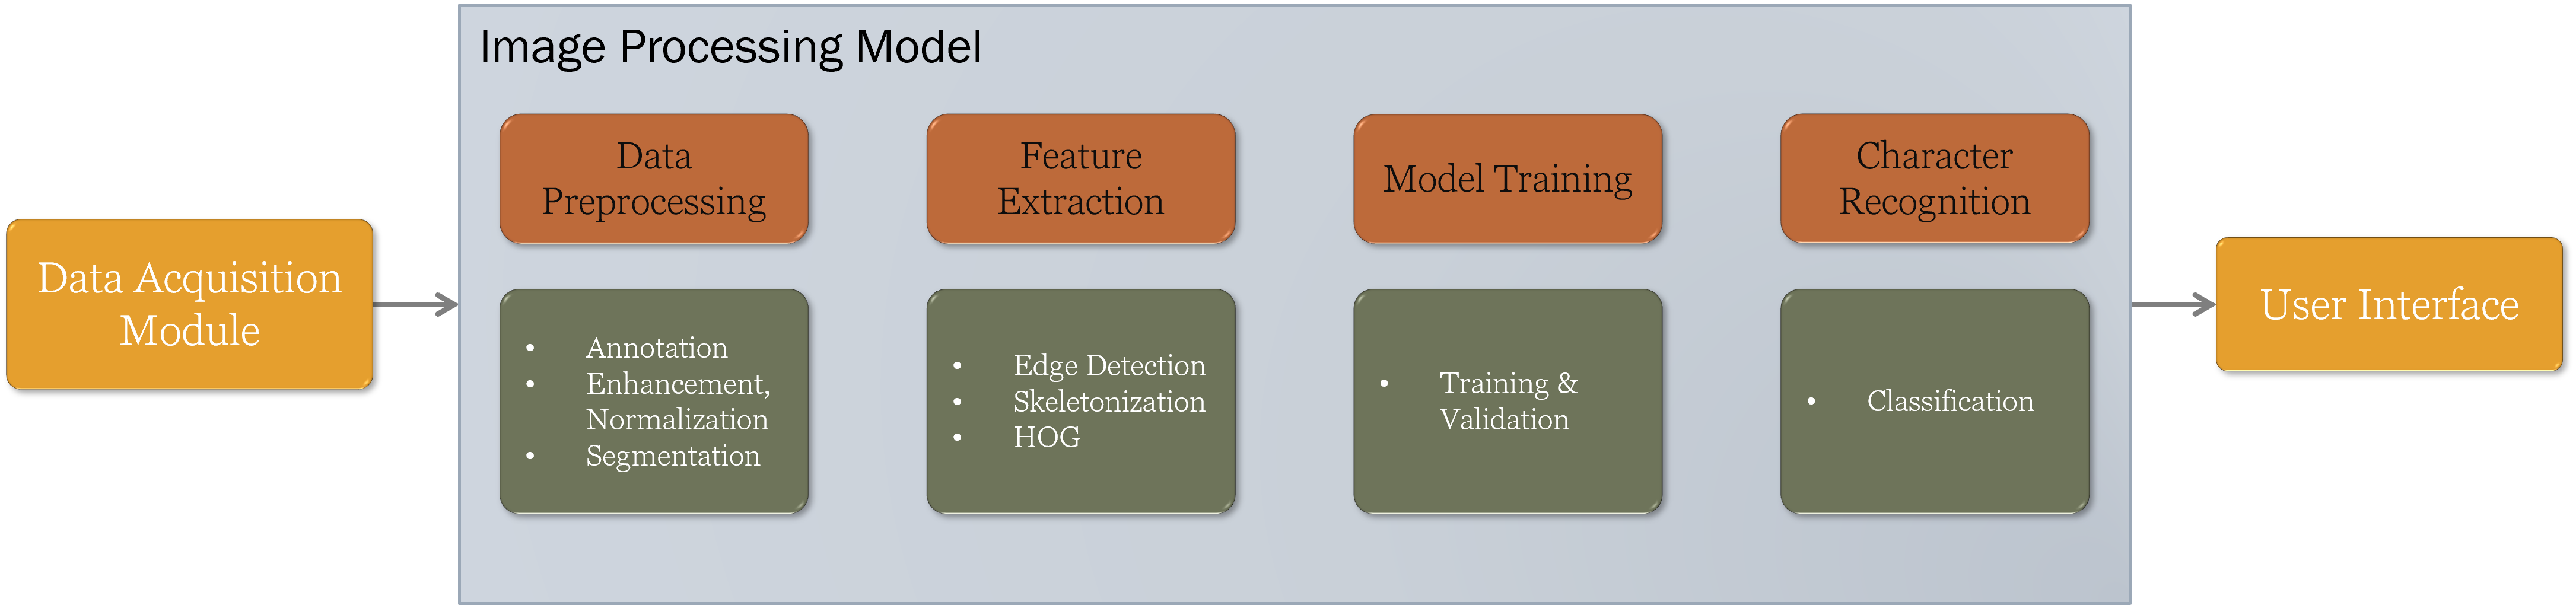 Image Processing Model
Data Acquisition
Module
Data
Preprocessing
• Annotation
• Enhancement,
Normalization
• Segmentation
Feature
Extraction
• Edge Detection
• Skeletonization
• HOG
Model Training
• Training &
Validation
Character
Recognition
• Classification
User Interface